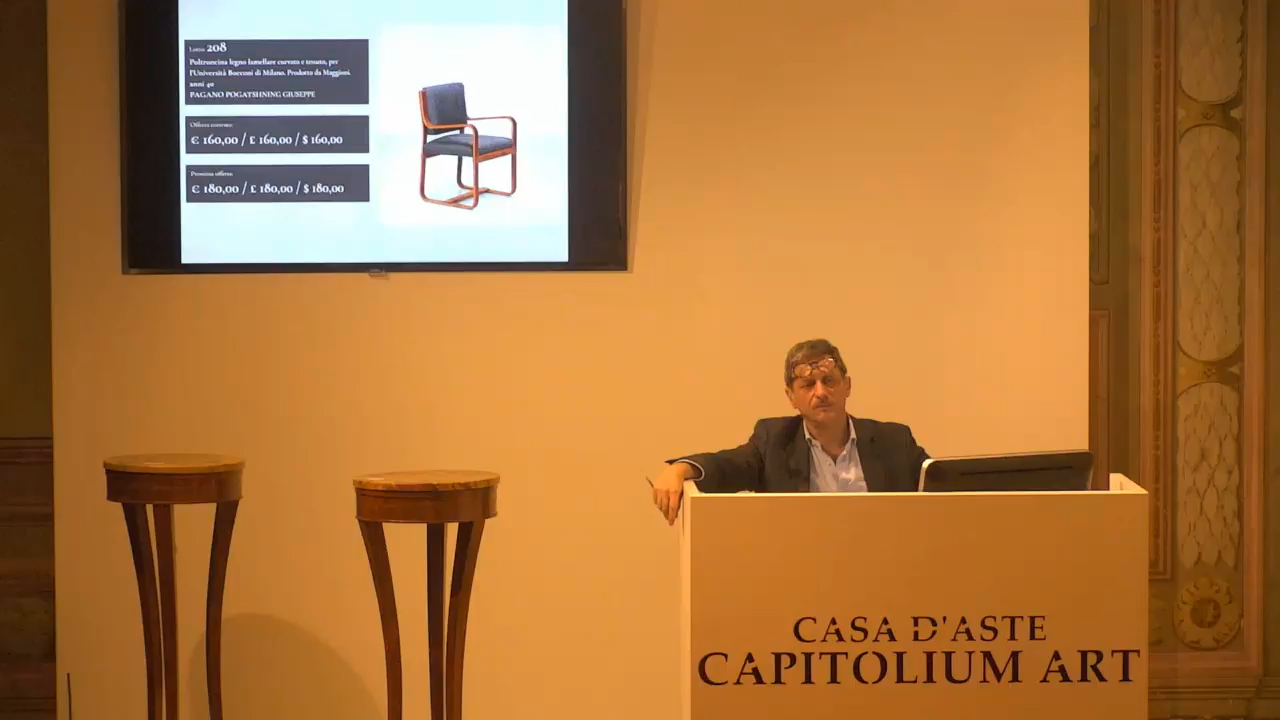 Lotto: 208
Poltroncina legno lamellare curvato e tessuto, per
l'Università Bocconi di Milano. Prodotto da Maggioni.
anni 40
PAGANO POGATSHNING GIUSEPPE
Offerta corrente:
€ 160,00 / £ 160,00 / $ 160,00
Prossima offerta:
€ 180,00 / £ 180,00 / $ 180,00
CASA D'ASTE
CAPITOLIUM ART